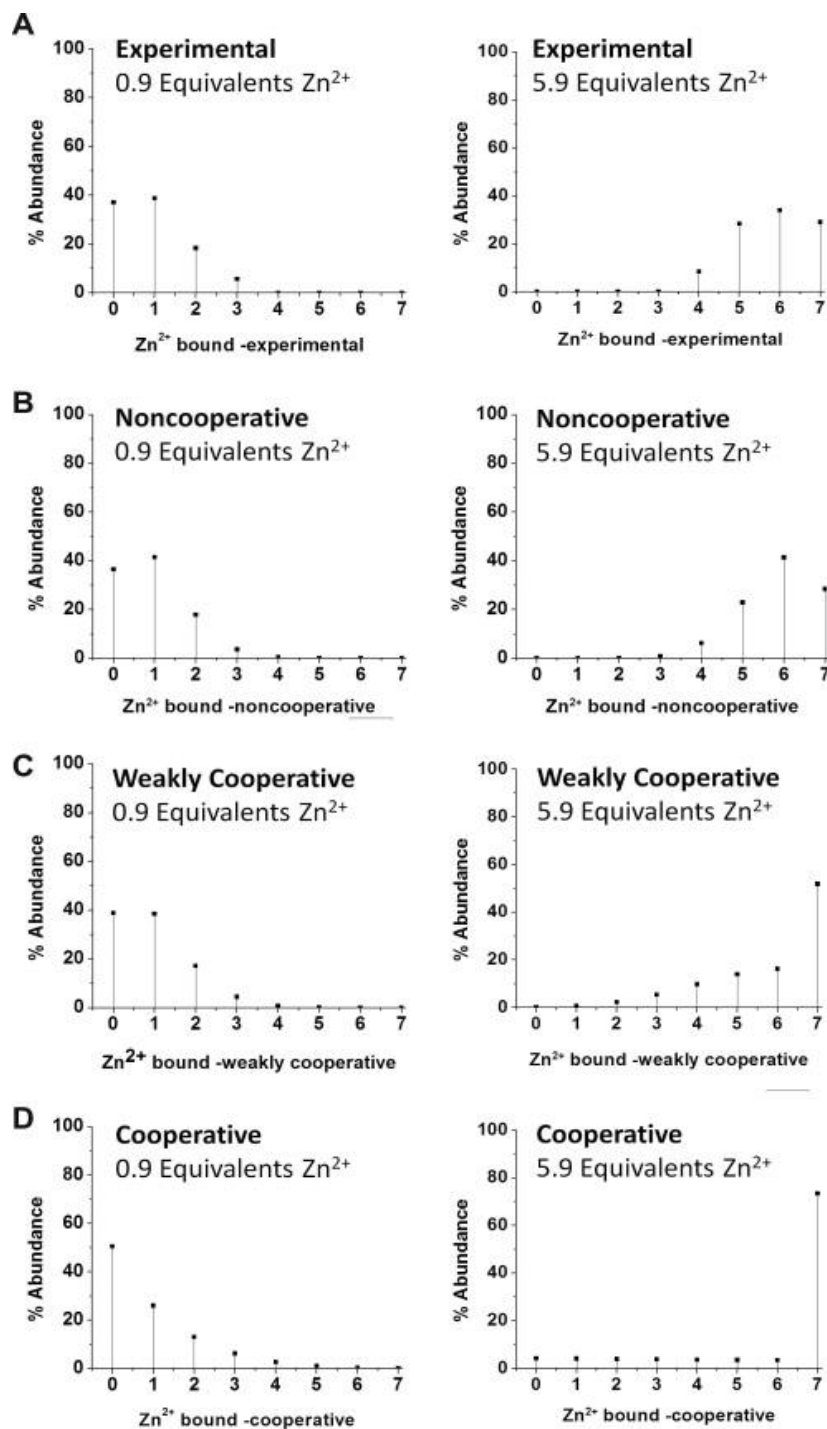 A
Experimental
0.9 Equivalents Zn²⁺
% Abundance
100
80
60
40
20
0
0 1 2 3 4 5 6 7
Zn²⁺ bound -experimental
Experimental
5.9 Equivalents Zn²⁺
% Abundance
100
80
60
40
20
0
0 1 2 3 4 5 6 7
Zn²⁺ bound -experimental
B
Noncooperative
0.9 Equivalents Zn²⁺
% Abundance
100
80
60
40
20
0
0 1 2 3 4 5 6 7
Zn²⁺ bound -noncooperative
Noncooperative
5.9 Equivalents Zn²⁺
% Abundance
100
80
60
40
20
0
0 1 2 3 4 5 6 7
Zn²⁺ bound -noncooperative
C
Weakly Cooperative
0.9 Equivalents Zn²⁺
% Abundance
100
80
60
40
20
0
0 1 2 3 4 5 6 7
Zn²⁺ bound -weakly cooperative
Weakly Cooperative
5.9 Equivalents Zn²⁺
% Abundance
100
80
60
40
20
0
0 1 2 3 4 5 6 7
Zn²⁺ bound -weakly cooperative
D
Cooperative
0.9 Equivalents Zn²⁺
% Abundance
100
80
60
40
20
0
0 1 2 3 4 5 6 7
Zn²⁺ bound -cooperative
Cooperative
5.9 Equivalents Zn²⁺
% Abundance
100
80
60
40
20
0
0 1 2 3 4 5 6 7
Zn²⁺ bound -cooperative